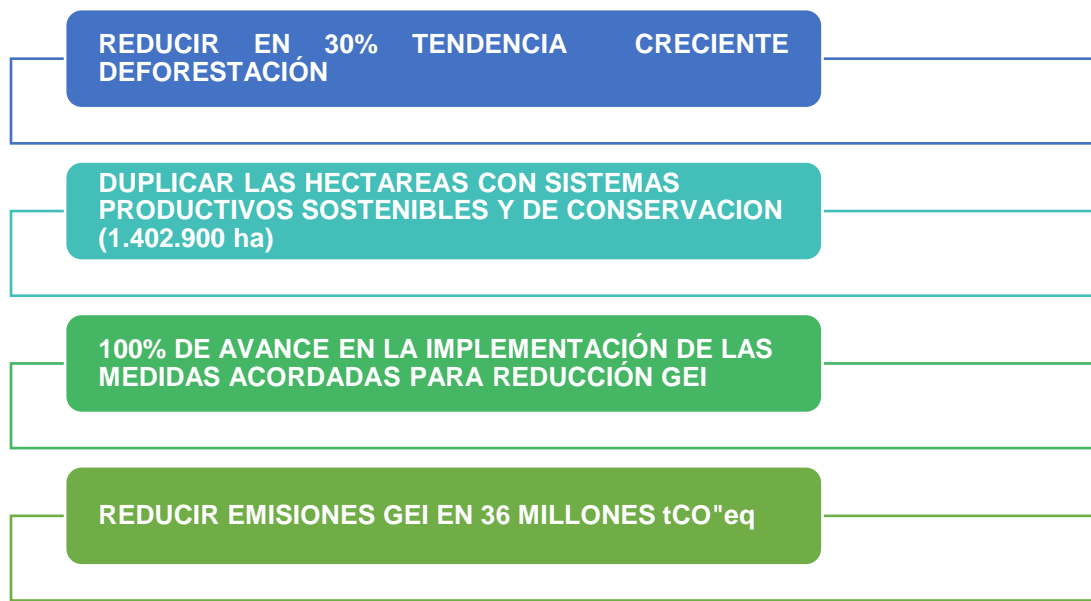 REDUCIR EN 30% TENDENCIA CRECIENTE
DEFORESTACIÓN
DUPLICAR LAS HECTAREAS CON SISTEMAS
PRODUCTIVOS SOSTENIBLES Y DE CONSERVACION
(1.402.900 ha)
100% DE AVANCE EN LA IMPLEMENTACIÓN DE LAS
MEDIDAS ACORDADAS PARA REDUCCIÓN GEI
REDUCIR EMISIONES GEI EN 36 MILLONES tCO"eq